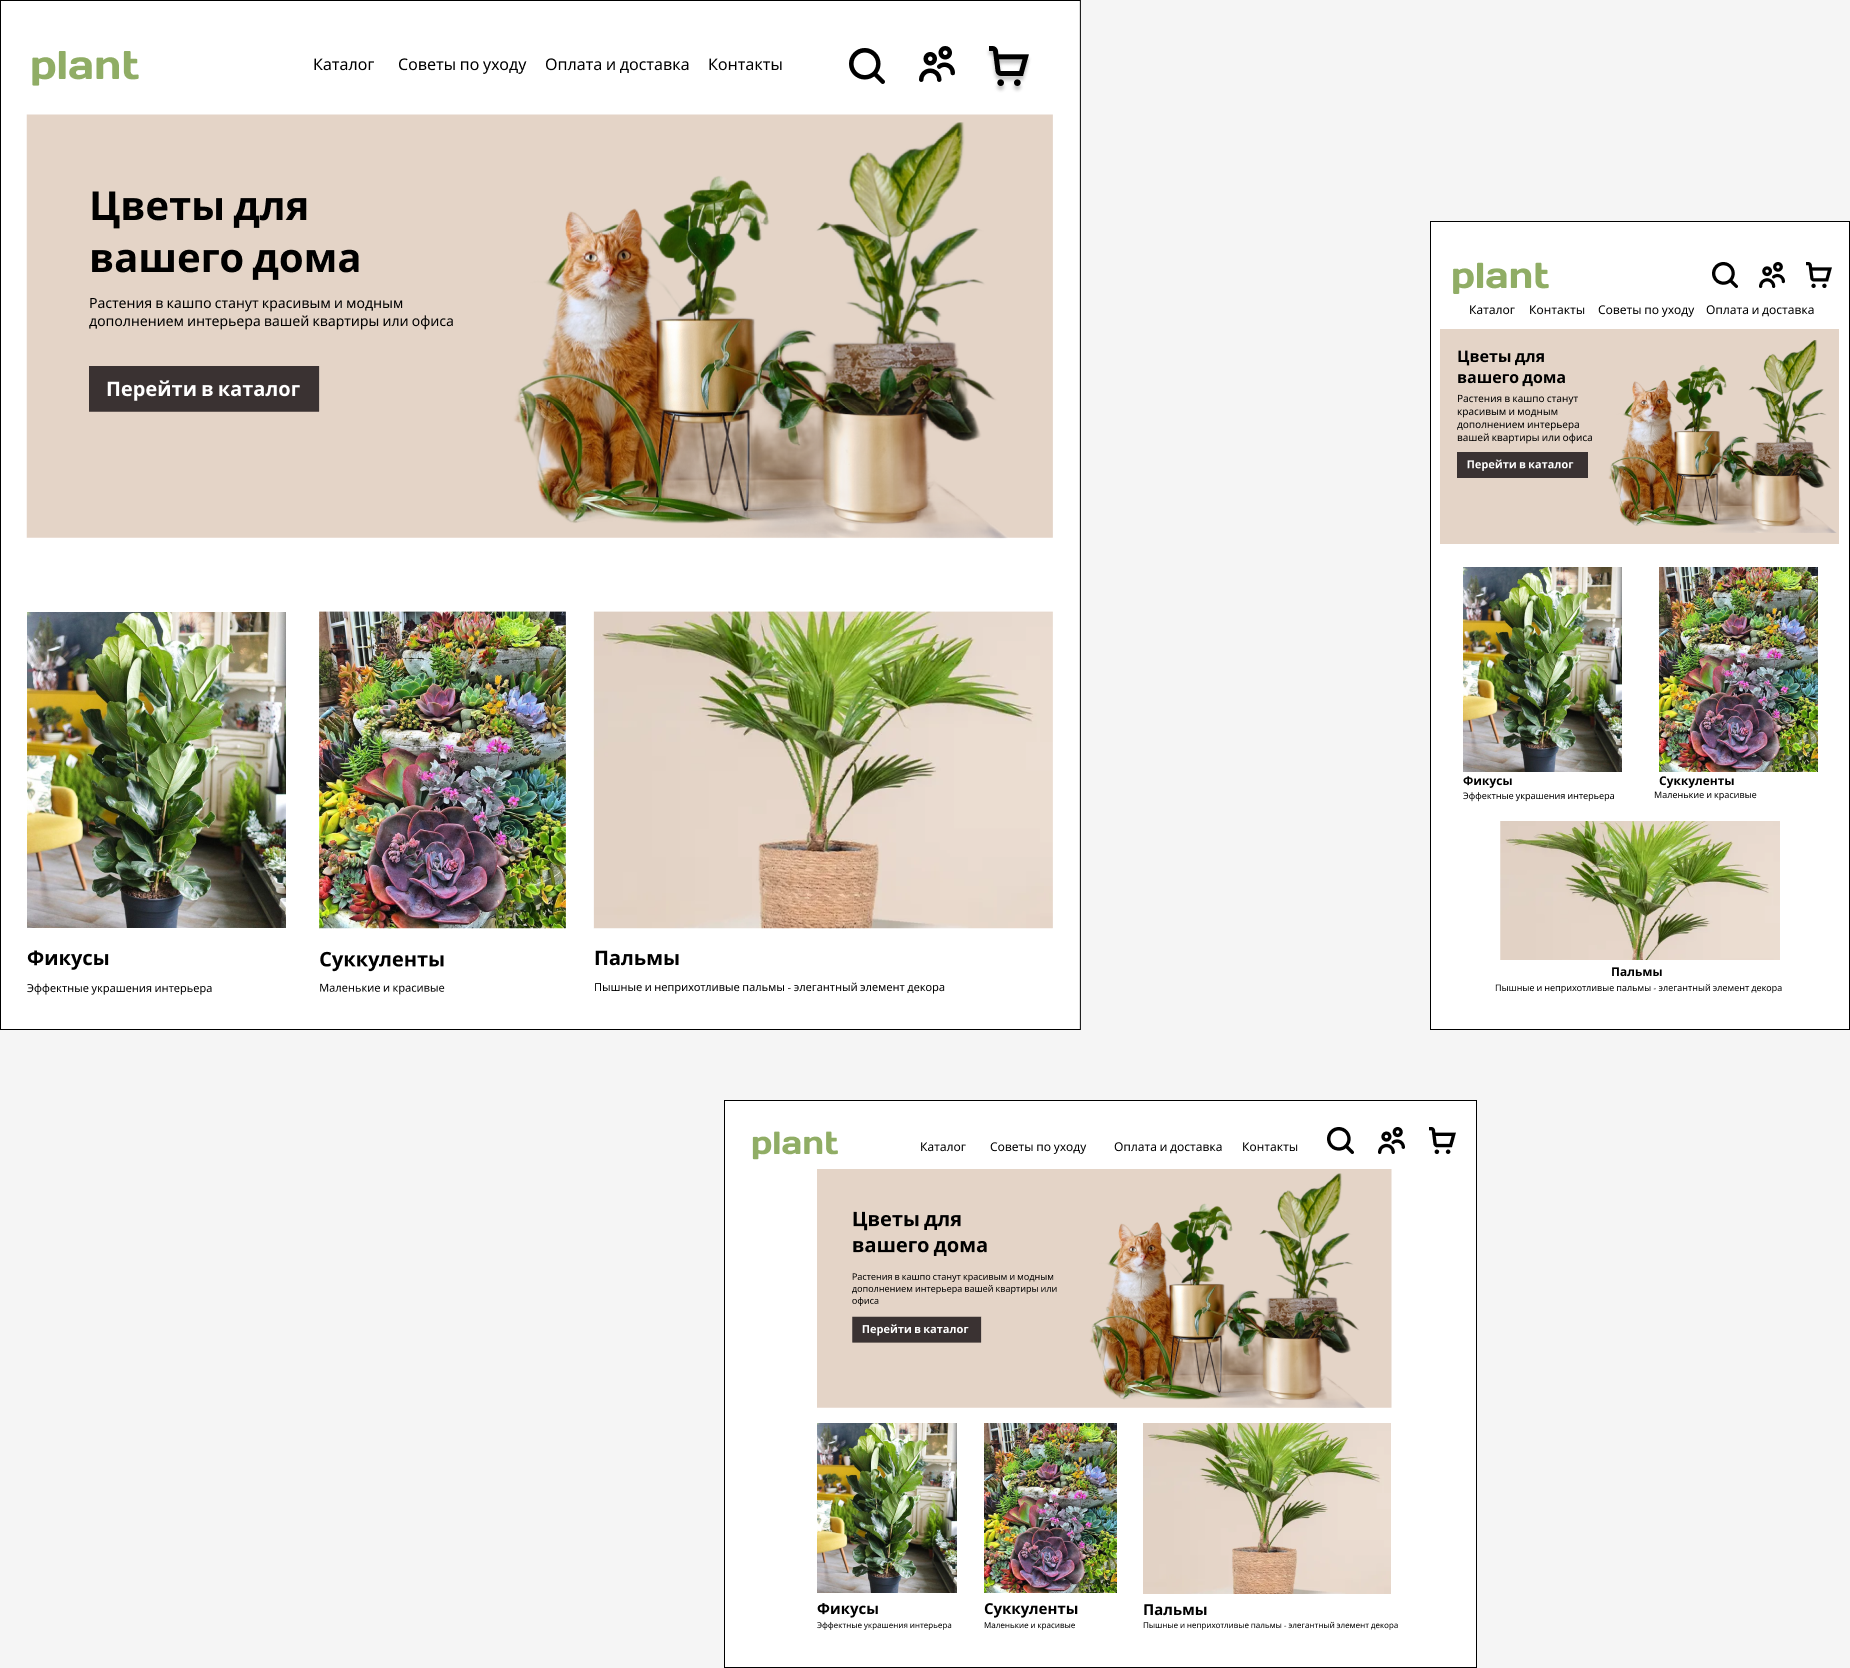 plant
Каталог Советы по уходу Оплата и доставка Контакты
Цветы для
вашего дома
Растения в кашпо станут красивым и модным
дополнением интерьера вашей квартиры или офиса
Перейти в каталог
Фикусы
Эффектные украшения интерьера
Суккуленты
Маленькие и красивые
Пальмы
Пышные и неприхотливые пальмы - элегантный элемент декора
plant
Каталог Контакты Советы по уходу Оплата и доставка
Цветы для
вашего дома
Растения в кашпо станут
красивым и модным
дополнением интерьера
вашей квартиры или офиса
Перейти в каталог
Фикусы
Эффектные украшения интерьера
Суккуленты
Маленькие и красивые
Пальмы
Пышные и неприхотливые пальмы - элегантный элемент декора
plant
Каталог Советы по уходу Оплата и доставка Контакты
Цветы для
вашего дома
Растения в кашпо станут красивым и модным
дополнением интерьера вашей квартиры или
офиса
Перейти в каталог
Фикусы
Эффектные украшения интерьера
Суккуленты
Маленькие и красивые
Пальмы
Пышные и неприхотливые пальмы - элегантный элемент декора